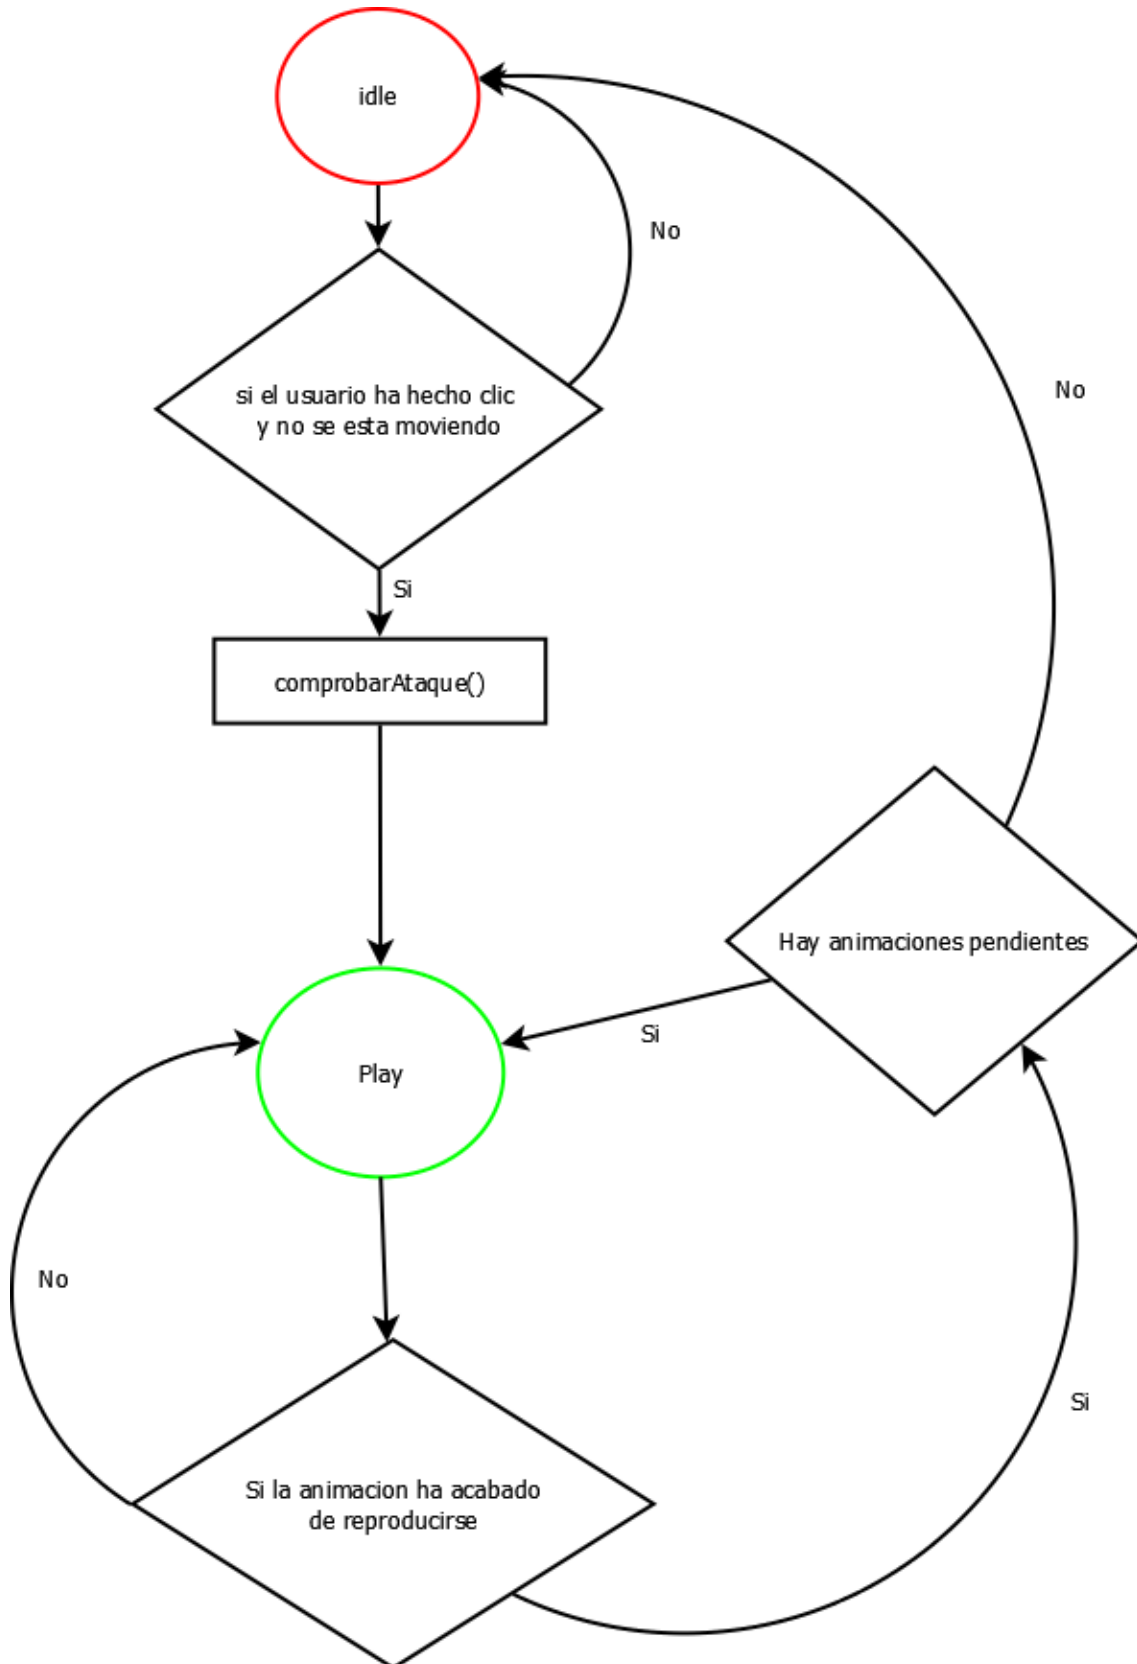 idle
No
si el usuario ha hecho clic
y no se esta moviendo
No
Si
comprobarAtaque()
Hay animaciones pendientes
Si
Play
No
Si
Si la animacion ha acabado
de reproducirse